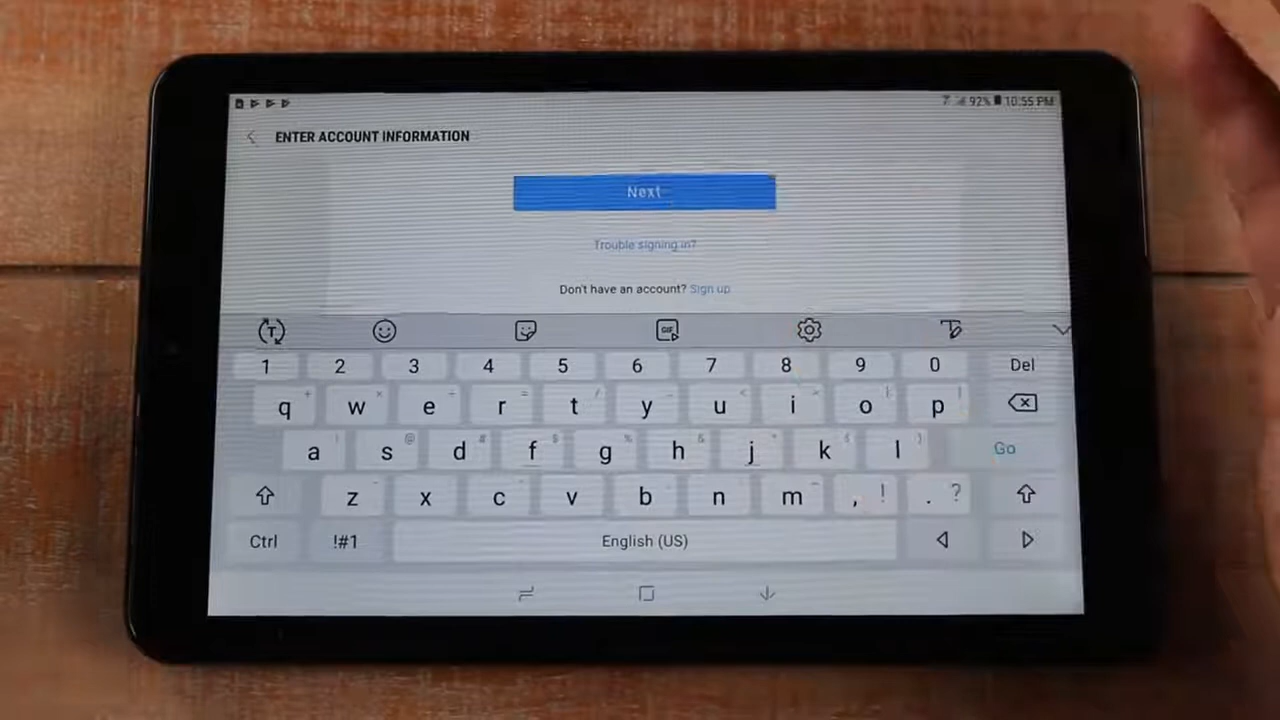 92% 10:55 PM
ENTER ACCOUNT INFORMATION
Next
Trouble signing in?
Don't have an account? Sign up
T GIF T
1 2 3 4 5 6 7 8 9 0 Del
q w e r t y u i o p
a s d f g h j k l Go
z x c v b n m , ! . ?
Ctrl !#1 English (US)